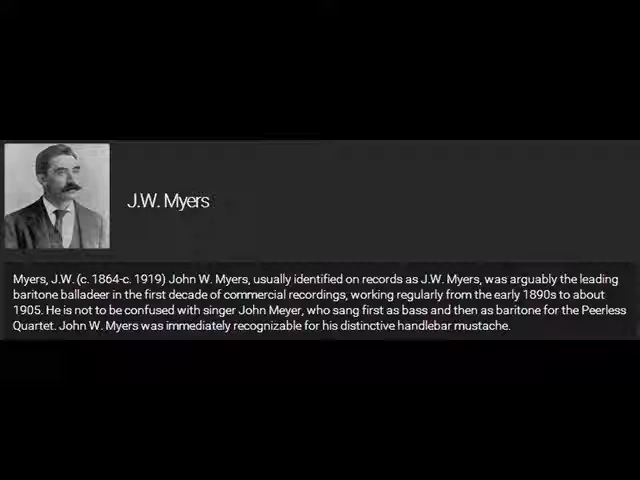 J.W. Myers
Myers, J.W. (c. 1864-c. 1919) John W. Myers, usually identified on records as J.W. Myers, was arguably the leading
baritone balladeer in the first decade of commercial recordings, working regularly from the early 1890s to about
1905. He is not to be confused with singer John Meyer, who sang first as bass and then as baritone for the Peerless
Quartet. John W. Myers was immediately recognizable for his distinctive handlebar mustache.